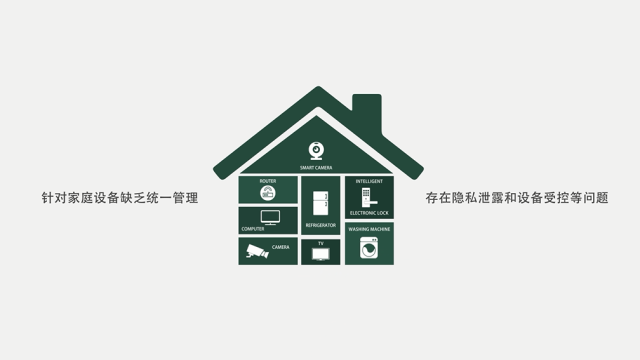 针对家庭设备缺乏统一管理
存在隐私泄露和设备受控等问题
SMART CAMERA
ROUTER
COMPUTER
CAMERA
REFRIGERATOR
TV
INTELLIGENT
ELECTRONIC LOCK
WASHING MACHINE